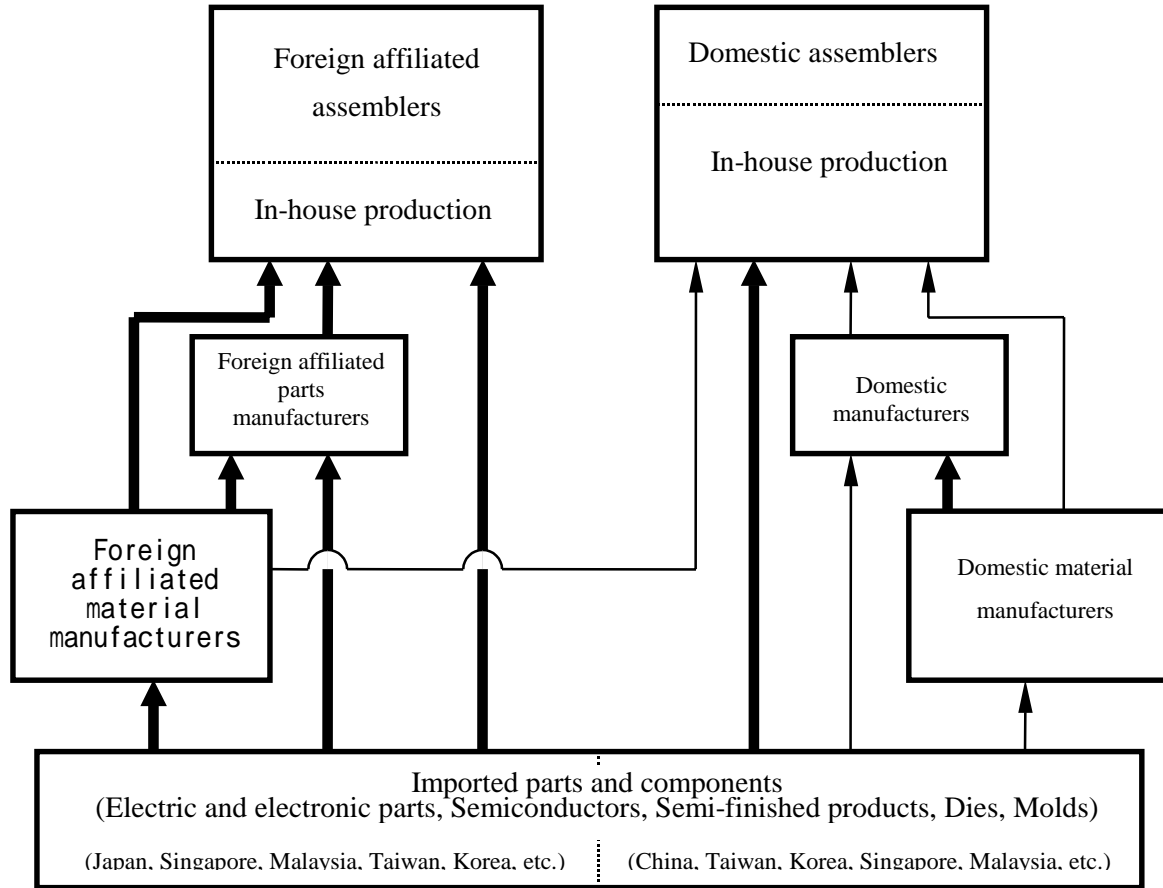 Foreign affiliated
assemblers
In-house production
Domestic assemblers
In-house production
Foreign affiliated
parts
manufacturers
Domestic
manufacturers
Foreign
affiliated
material
manufacturers
Domestic material
manufacturers
Imported parts and components
(Electric and electronic parts, Semiconductors, Semi-finished products, Dies, Molds)
(Japan, Singapore, Malaysia, Taiwan, Korea, etc.)
(China, Taiwan, Korea, Singapore, Malaysia, etc.)